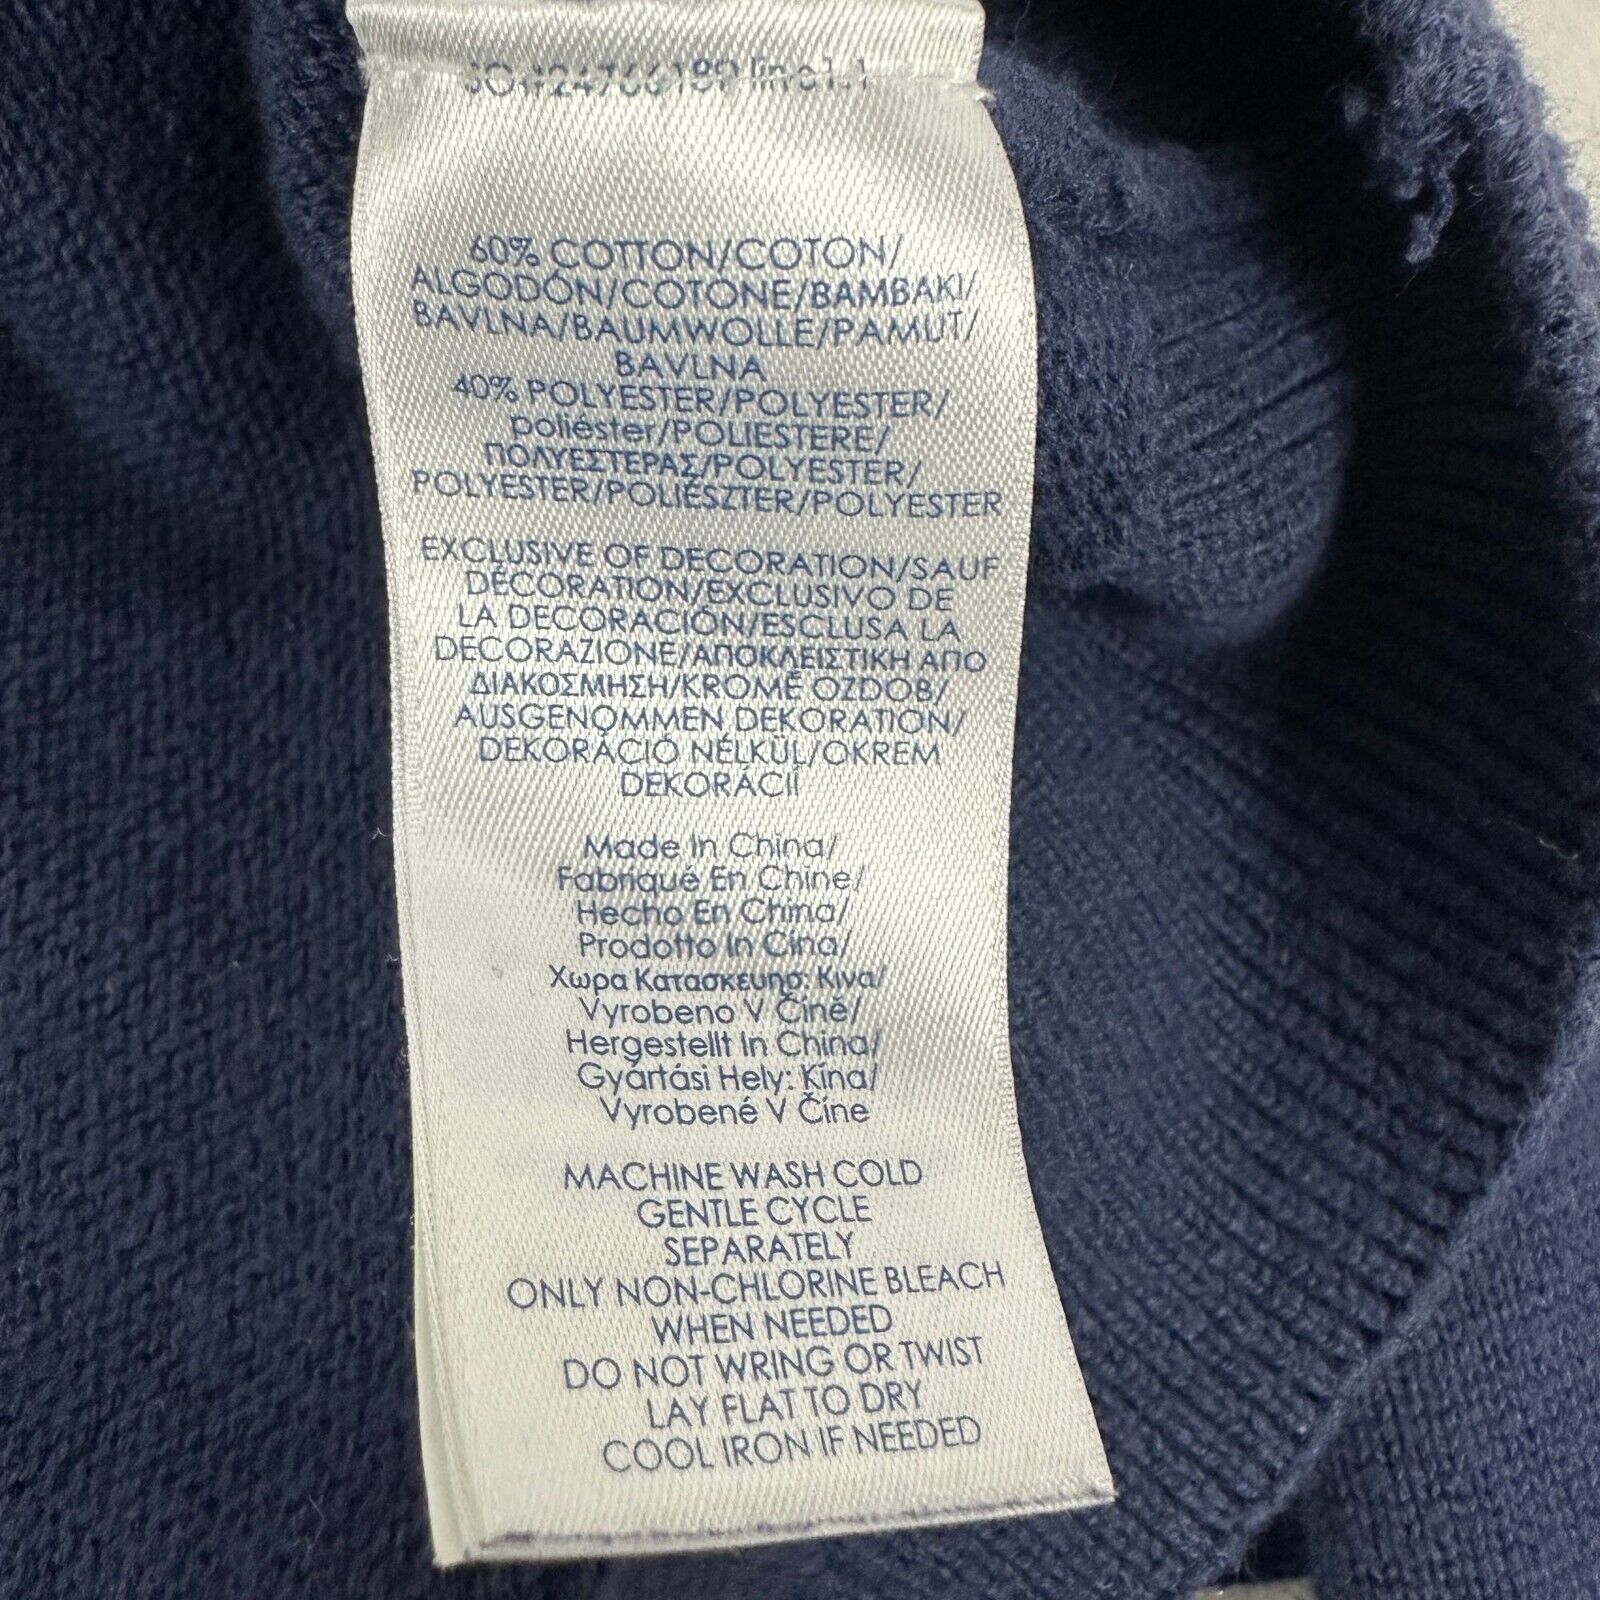 60% COTTON/COTON/
ALGODÓN/COTONE/BAMBAKI/
BAVLNA/BAUMWOLLE/PAMUT/
BAVLNA
40% POLYESTER/POLYESTER/
poliéster/POLIESTERE/
ΠΟΛΥΕΣΤΕΡΑΣ/POLYESTER/
POLYESTER/POLIÉSZTER/POLYESTER
EXCLUSIVE OF DECORATION/SAUF
DÉCORATION/EXCLUSIVO DE
LA DECORACIÓN/ESCLUSA LA
DECORAZIONE/ΑΠΟΚΛΕΙΣΤΙΚΗ ΑΠΟ
ΔΙΑΚΟΣΜΗΣΗ/KROMĚ OZDOB/
AUSGENOMMEN DEKORATION/
DEKORÁCIÓ NÉLKÜL/OKREM
DEKORÁCIÍ
Made In China/
Fabriqué En Chine/
Hecho En China/
Prodotto In Cina/
Χωρα Κατασκευησ: Κινα/
Vyrobeno V Číně/
Hergestellt In China/
Gyártási Hely: Kína/
Vyrobené V Číne
MACHINE WASH COLD
GENTLE CYCLE
SEPARATELY
ONLY NON-CHLORINE BLEACH
WHEN NEEDED
DO NOT WRING OR TWIST
LAY FLAT TO DRY
COOL IRON IF NEEDED